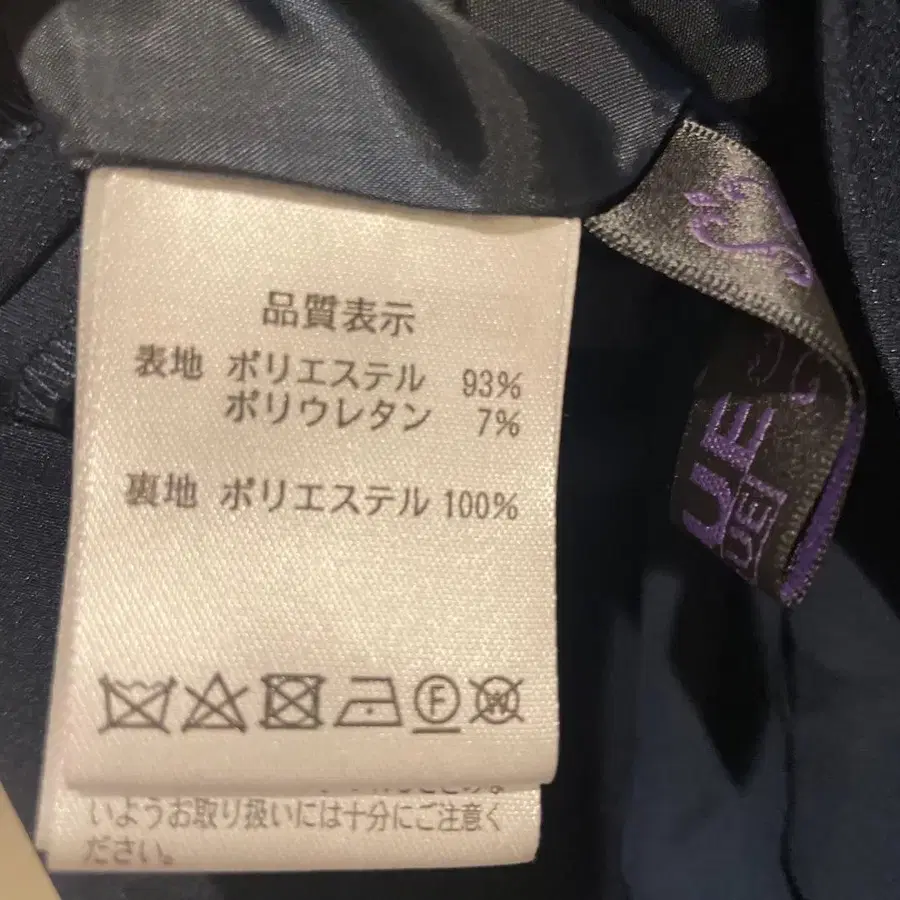 品質表示
表地 ポリエステル 93%
ポリウレタン 7%
裏地 ポリエステル 100%
F
W
いようお取り扱いには十分にご注意く
ださい。
UE
UE